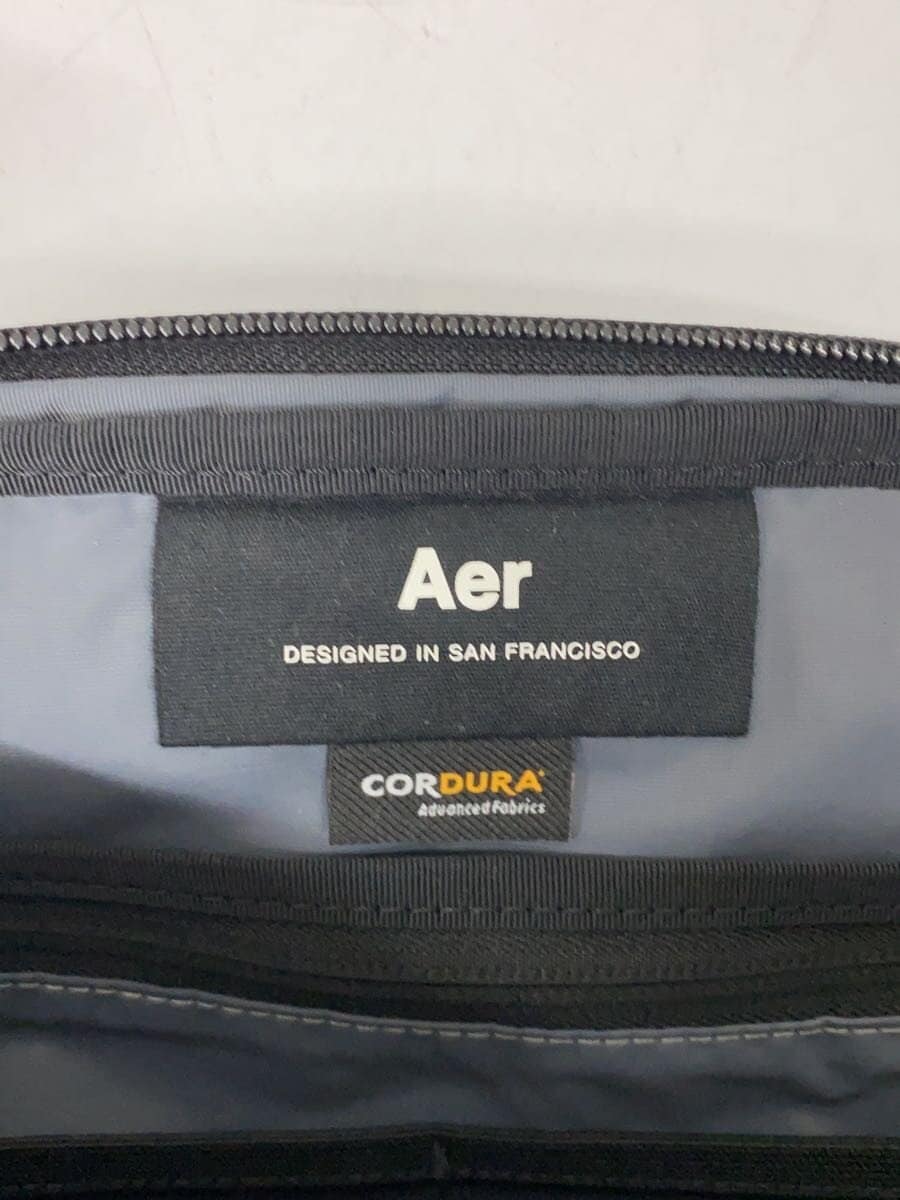 Aer
DESIGNED IN SAN FRANCISCO
CORDURA®
Advanced Fabrics